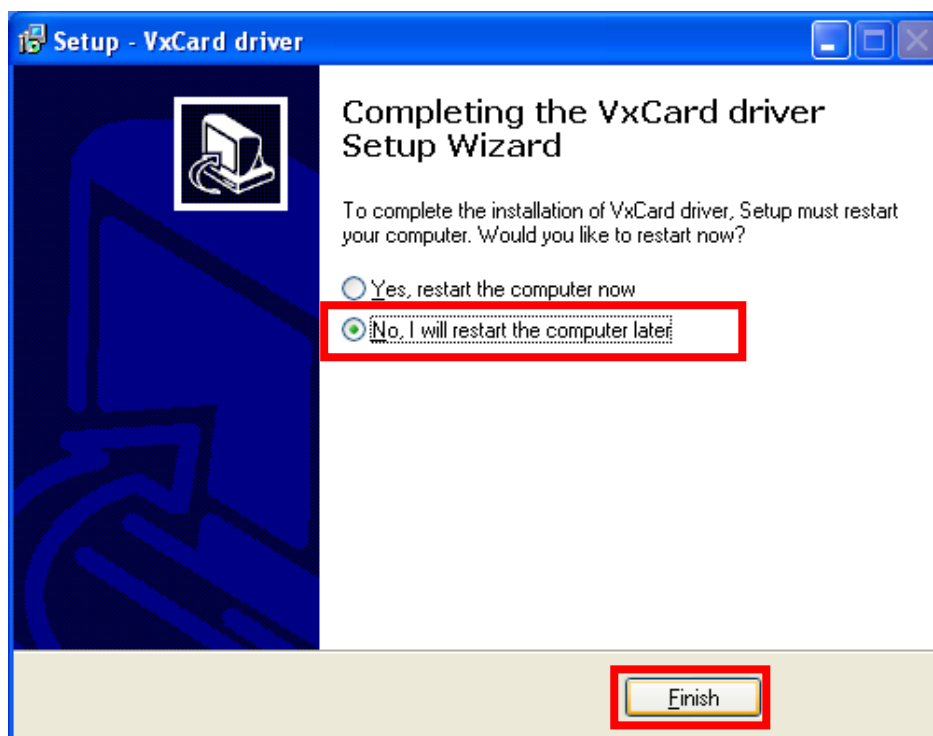 Setup - VxCard driver
Completing the VxCard driver
Setup Wizard
To complete the installation of VxCard driver, Setup must restart
your computer. Would you like to restart now?
Yes, restart the computer now
No, I will restart the computer later
Finish